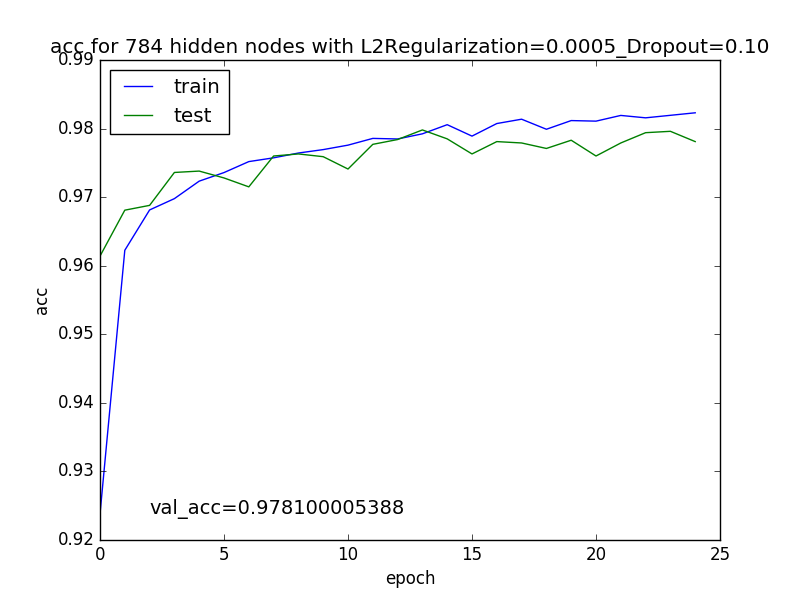 acc for 784 hidden nodes with L2Regularization=0.0005_Dropout=0.10
0.99
train
test
0.98
0.97
0.96
acc
0.95
0.94
0.93
val_acc=0.978100005388
0.92
0 5 10 15 20 25
epoch